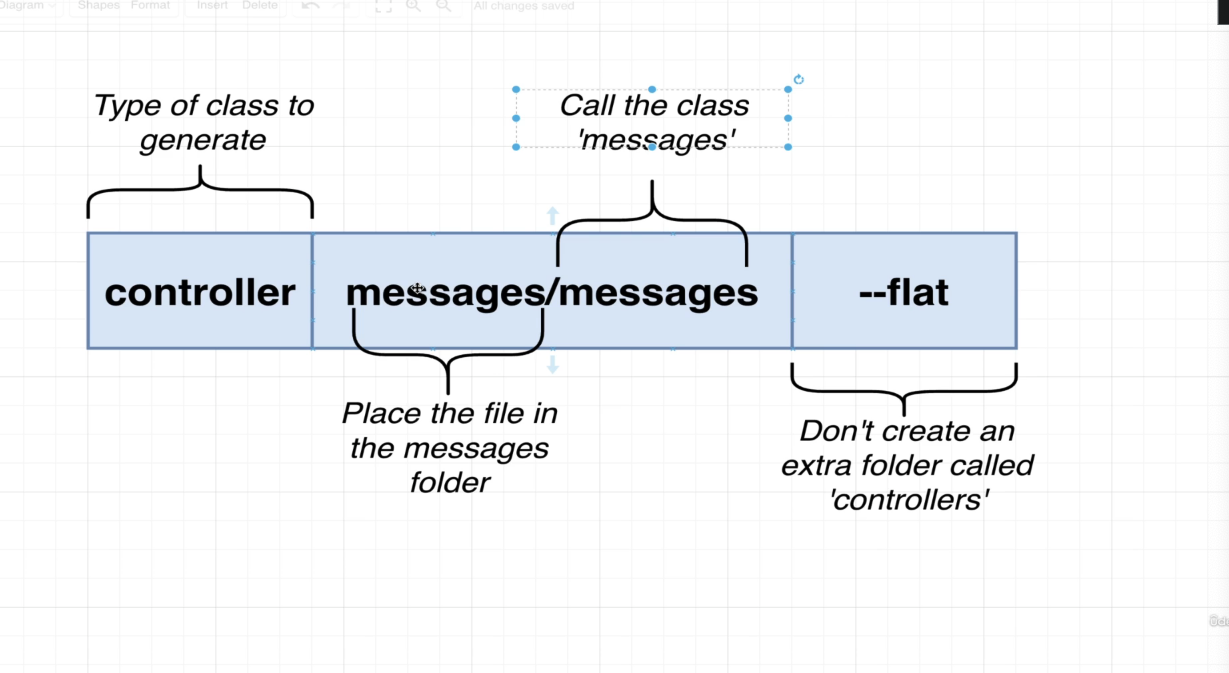 Diagram Shapes Format Insert Delete All changes saved
Type of class to
generate
Call the class
'messages'
controller
messages/messages
--flat
Place the file in
the messages
folder
Don't create an
extra folder called
'controllers'